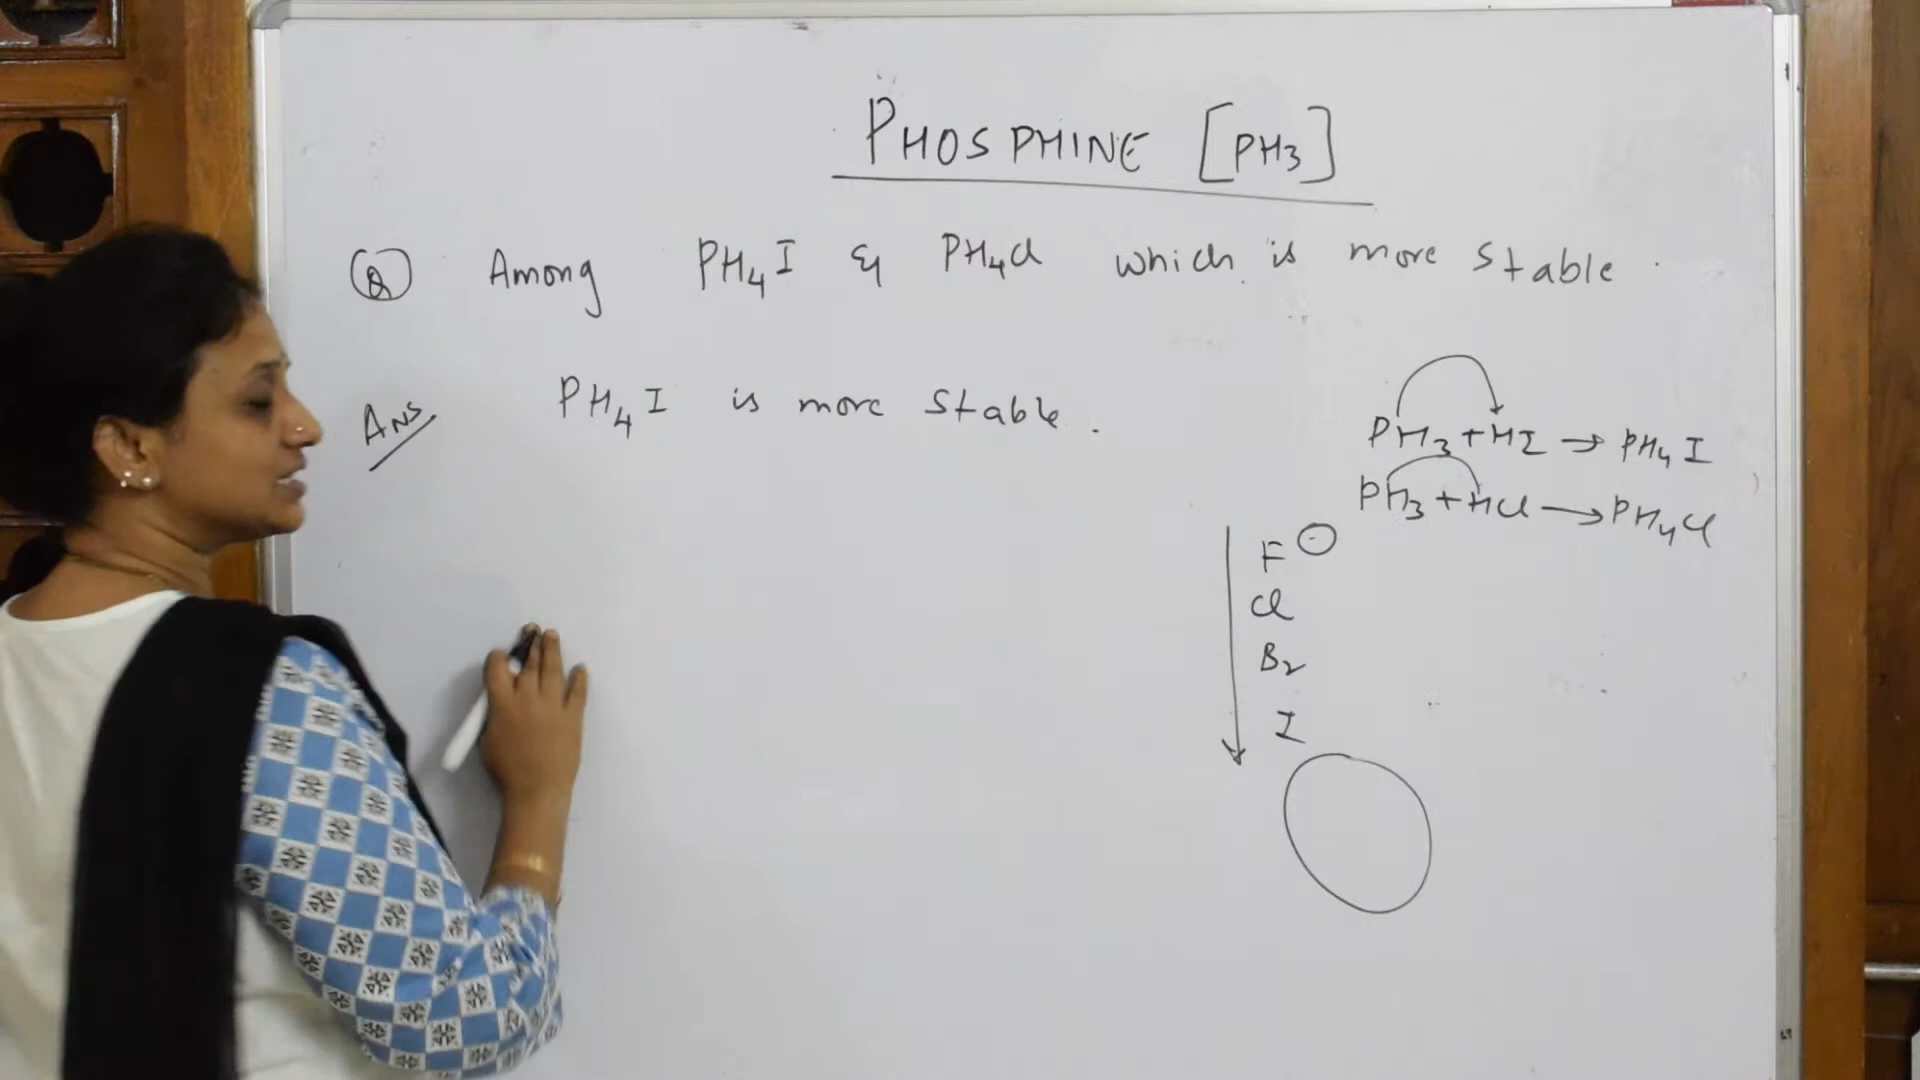 PHOSPHINE [PH3]
Q Among PH4I & PH4Cl which is more stable.
Ans PH4I is more stable.
PH3 + HI → PH4I
PH3 + HCl → PH4Cl
F ⊖
Cl
Br
I